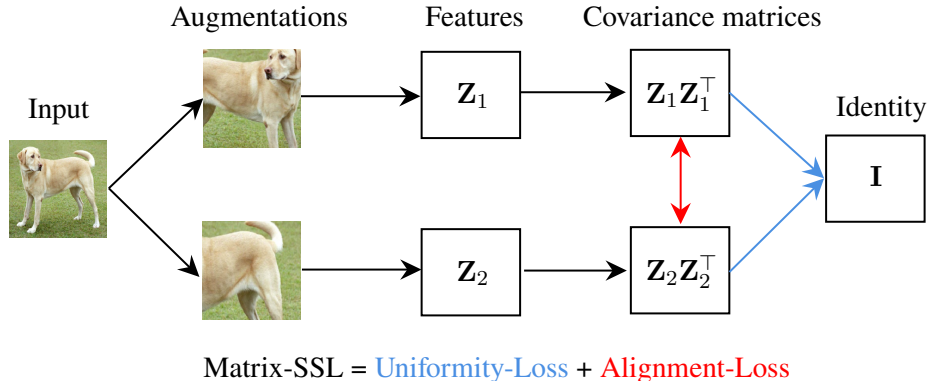 Augmentations Features Covariance matrices
Input
Z₁
Z₁Z₁⊤
Identity
I
Z₂
Z₂Z₂⊤
Matrix-SSL = Uniformity-Loss + Alignment-Loss